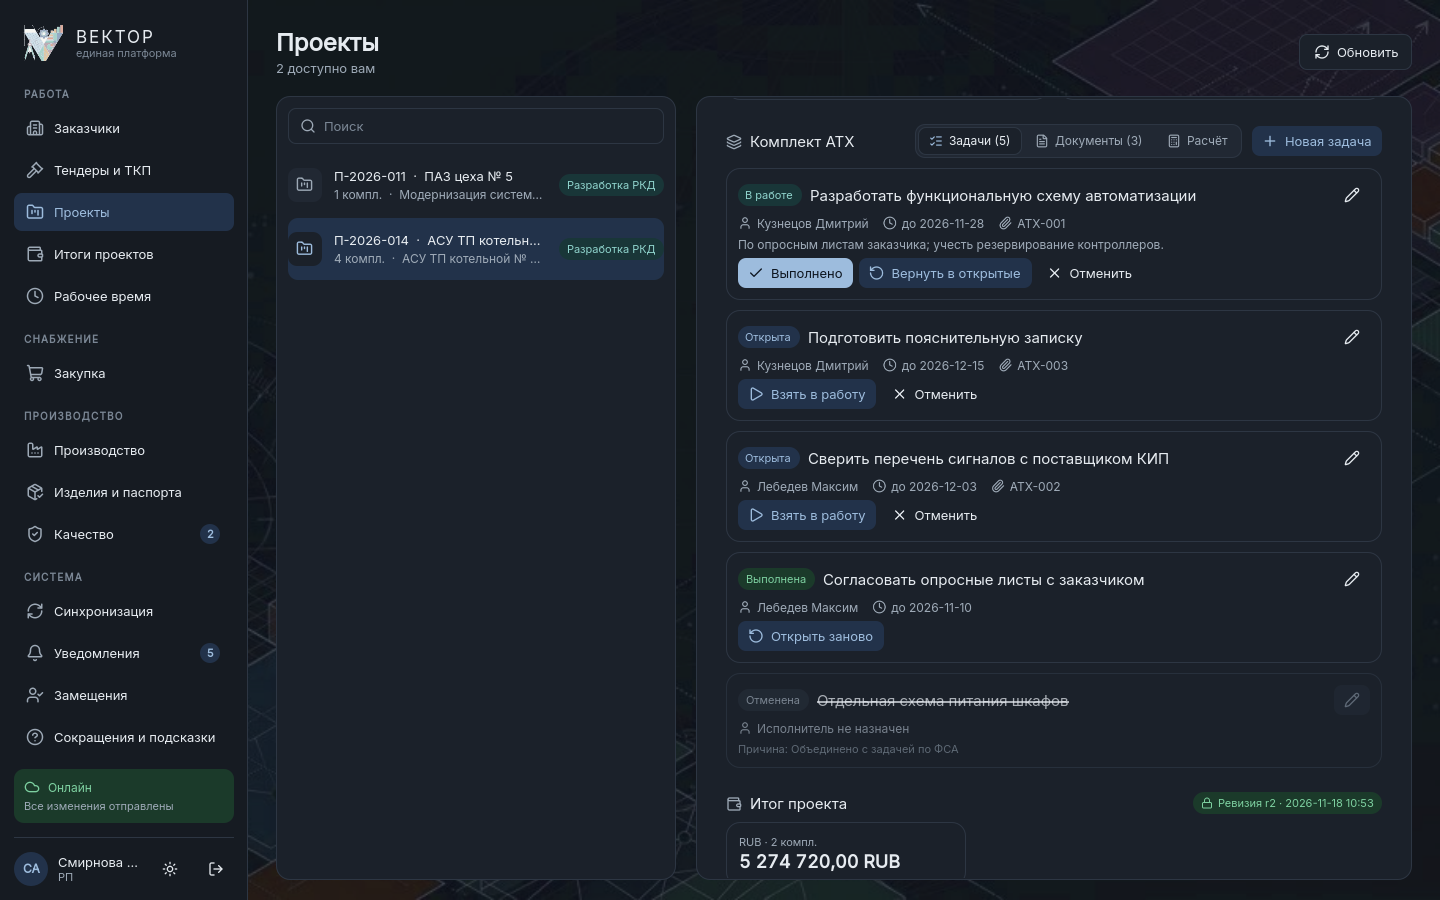 ВЕКТОР
единая платформа
РАБОТА
Заказчики
Тендеры и ТКП
Проекты
Итоги проектов
Рабочее время
СНАБЖЕНИЕ
Закупка
ПРОИЗВОДСТВО
Производство
Изделия и паспорта
Качество 2
СИСТЕМА
Синхронизация
Уведомления 5
Замещения
Сокращения и подсказки
Онлайн
Все изменения отправлены
СА Смирнова ...
РП
Проекты
2 доступно вам
Обновить
Поиск
П-2026-011 · ПАЗ цеха № 5
1 компл. · Модернизация систем...
Разработка РКД
П-2026-014 · АСУ ТП котельн...
4 компл. · АСУ ТП котельной № ...
Разработка РКД
Комплект АТХ
Задачи (5) Документы (3) Расчёт
Новая задача
В работе Разработать функциональную схему автоматизации
Кузнецов Дмитрий до 2026-11-28 АТХ-001
По опросным листам заказчика; учесть резервирование контроллеров.
Выполнено Вернуть в открытые Отменить
Открыта Подготовить пояснительную записку
Кузнецов Дмитрий до 2026-12-15 АТХ-003
Взять в работу Отменить
Открыта Сверить перечень сигналов с поставщиком КИП
Лебедев Максим до 2026-12-03 АТХ-002
Взять в работу Отменить
Выполнена Согласовать опросные листы с заказчиком
Лебедев Максим до 2026-11-10
Открыть заново
Отменена Отдельная схема питания шкафов
Исполнитель не назначен
Причина: Объединено с задачей по ФСА
Итог проекта
Ревизия r2 · 2026-11-18 10:53
RUB · 2 компл.
5 274 720,00 RUB